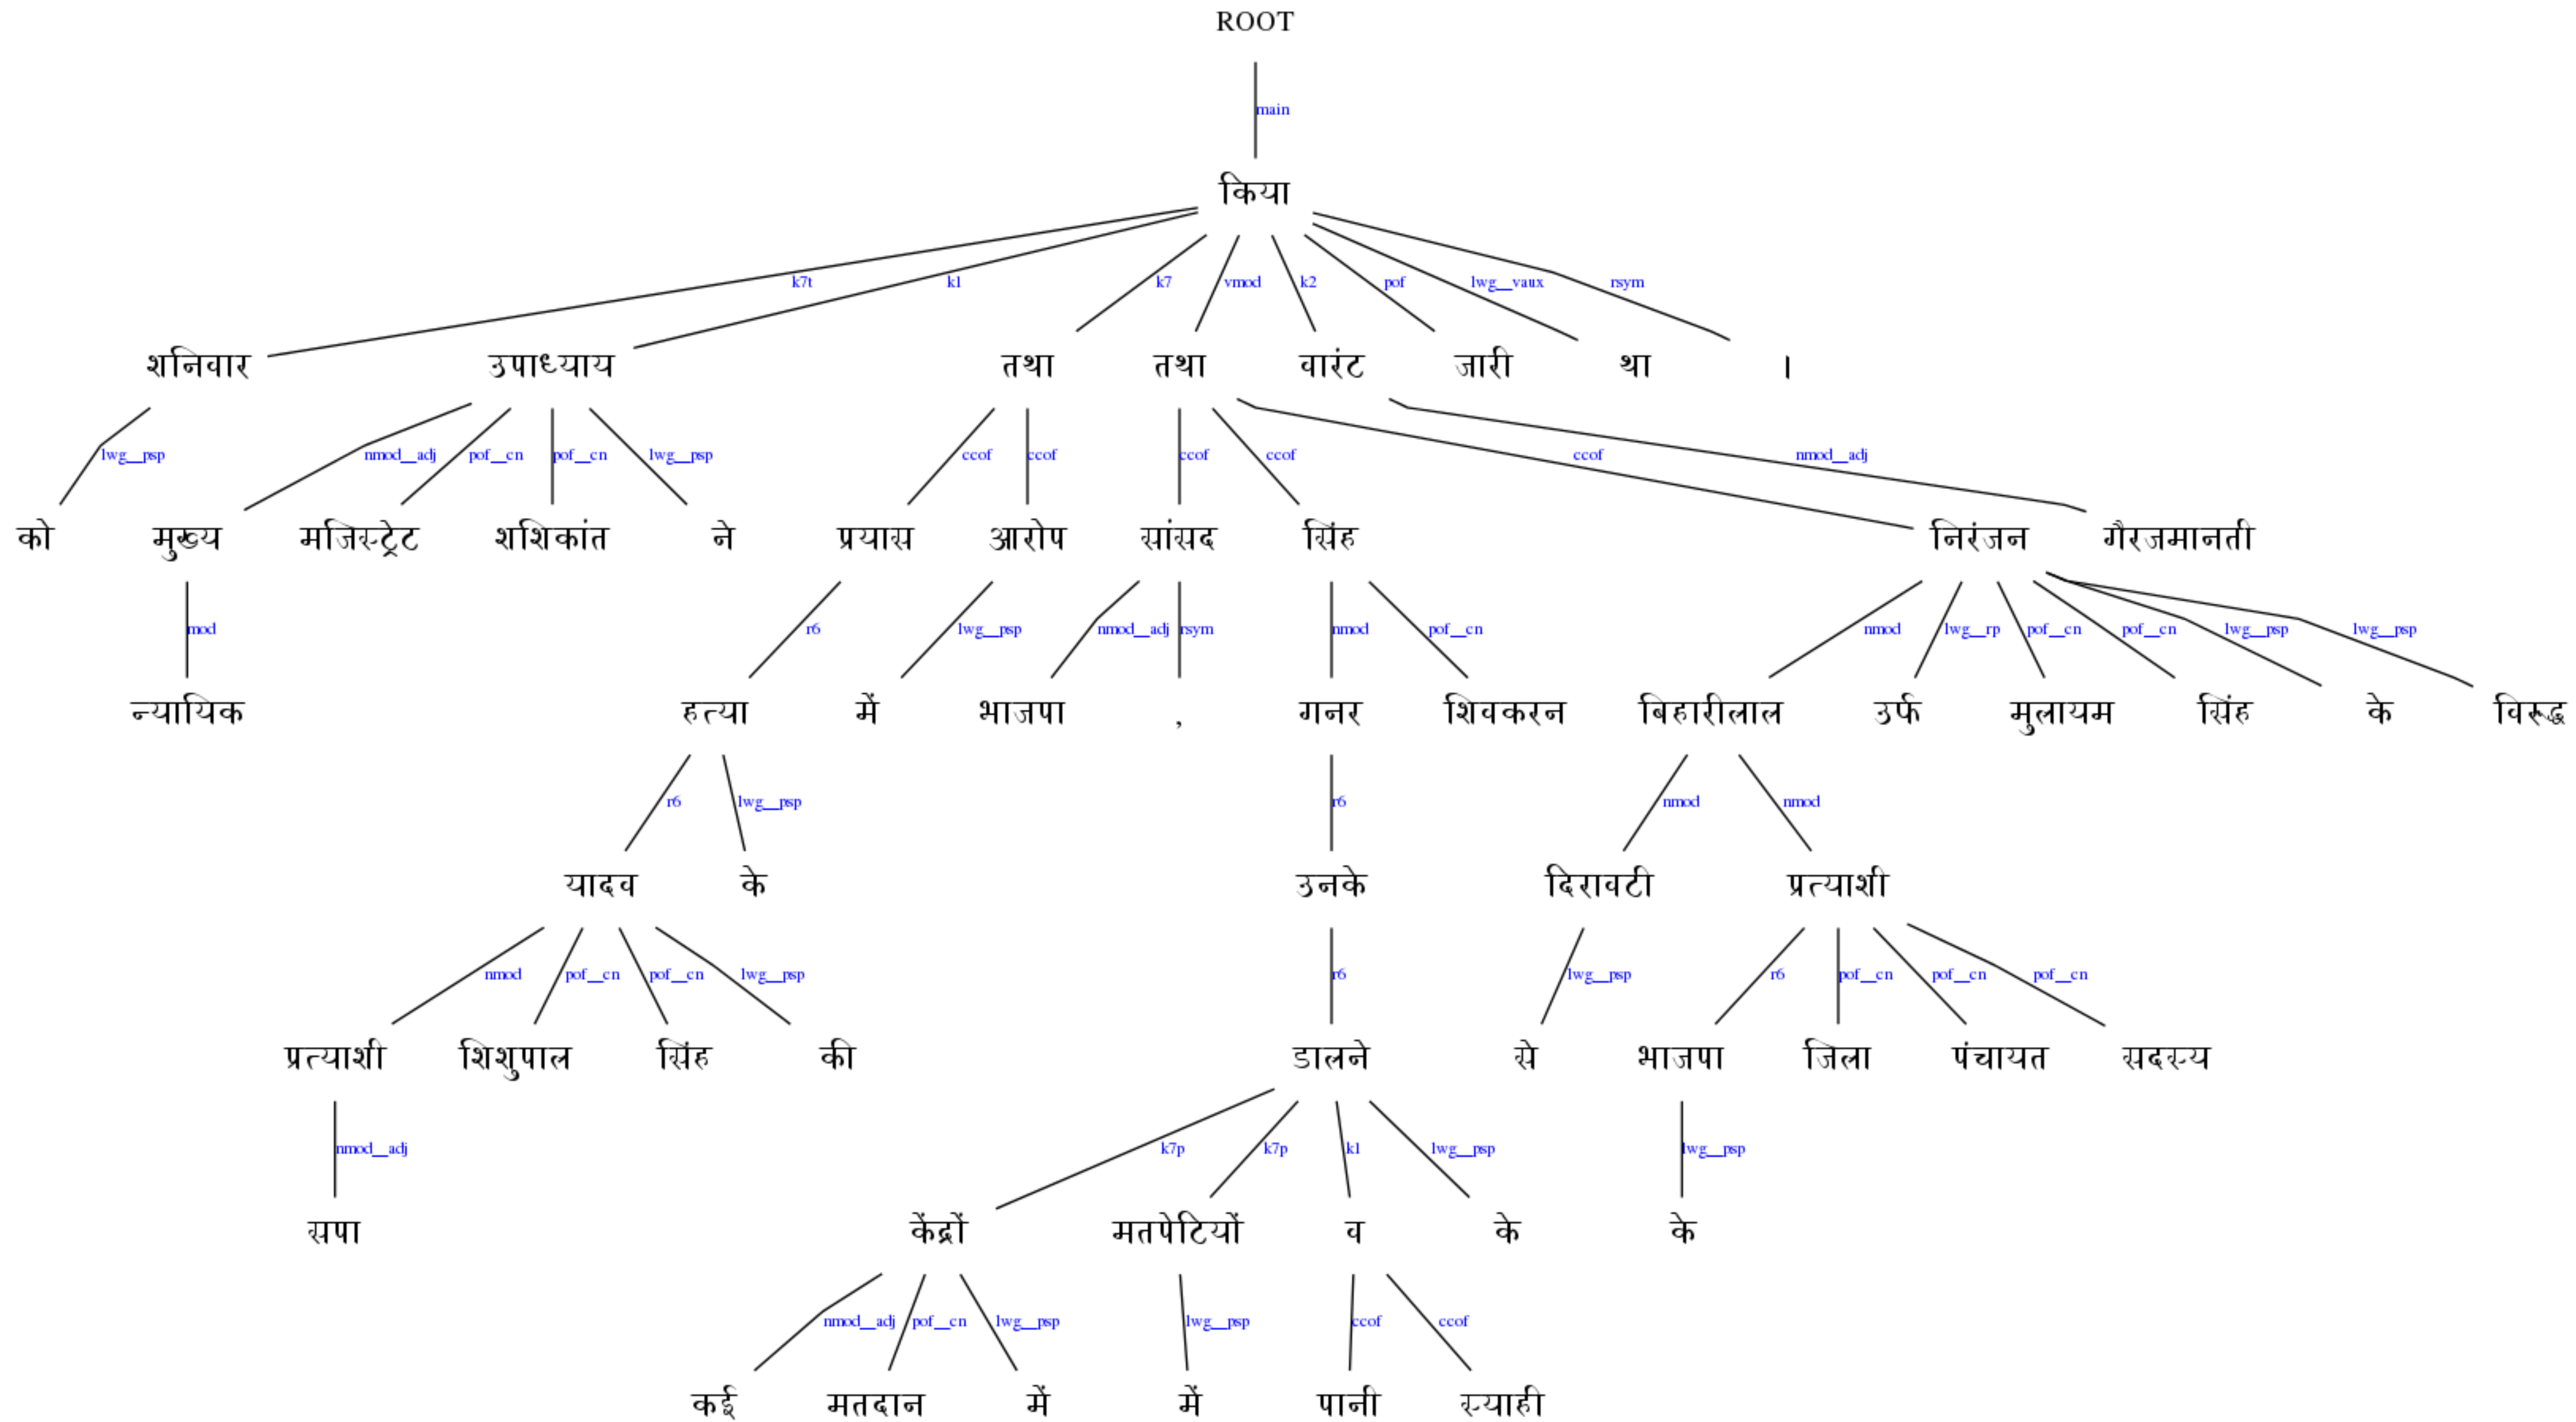 ROOT
main
किया
k7t k1 k7 vmod k2 pof lwg__vaux rsym
शनिवार उपाध्याय तथा तथा वारंट जारी था ।
lwg__psp nmod__adj pof__cn pof__cn lwg__psp ccof ccof ccof ccof ccof nmod__adj
को मुख्य मजिस्ट्रेट शशिकांत ने प्रयास आरोप सांसद सिंह निरंजन गैरजमानती
mod r6 lwg__psp nmod__adj rsym nmod pof__cn nmod lwg__rp pof__cn pof__cn lwg__psp lwg__psp
न्यायिक हत्या में भाजपा , गनर शिवकरन बिहारीलाल उर्फ मुलायम सिंह के विरूद्ध
r6 lwg__psp r6 nmod nmod
यादव के उनके दिरावटी प्रत्याशी
nmod pof__cn pof__cn lwg__psp r6 lwg__psp r6 pof__cn pof__cn pof__cn
प्रत्याशी शिशुपाल सिंह की डालने से भाजपा जिला पंचायत सदस्य
nmod__adj k7p k7p k1 lwg__psp lwg__psp
सपा केंद्रों मतपेटियों व के के
nmod__adj pof__cn lwg__psp lwg__psp ccof ccof
कई मतदान में में पानी स्याही